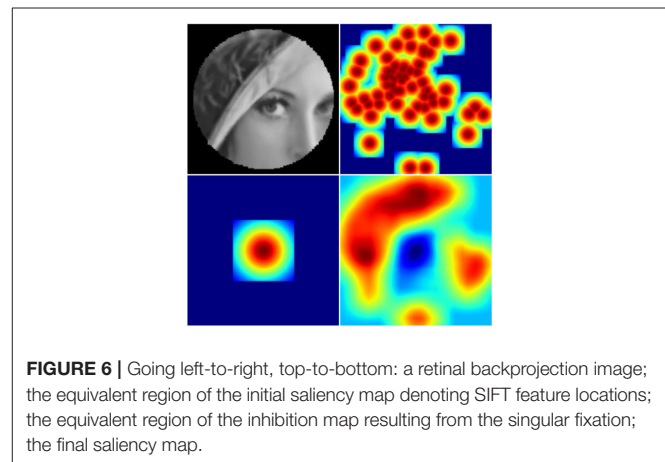 FIGURE 6 | Going left-to-right, top-to-bottom: a retinal backprojection image;
the equivalent region of the initial saliency map denoting SIFT feature locations;
the equivalent region of the inhibition map resulting from the singular fixation;
the final saliency map.